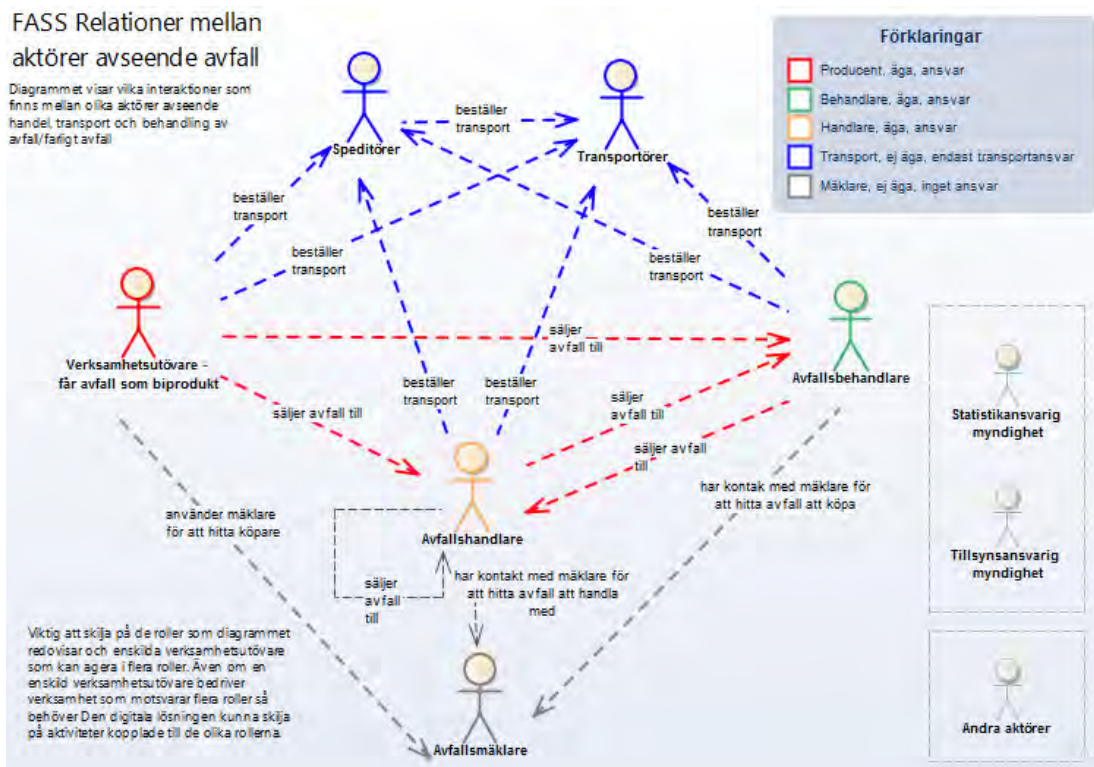 FASS Relationer mellan
aktörer avseende avfall
Diagrammet visar vilka interaktioner som
finns mellan olika aktörer avseende
handel, transport och behandling av
avfall/farligt avfall
Förklaringar
Producent, äga, ansvar
Behandlare, äga, ansvar
Handlare, äga, ansvar
Transport, ej äga, endast transportansvar
Mäklare, ej äga, inget ansvar
beställer
transport
Speditörer
Transportörer
beställer
transport
beställer
transport
beställer
transport
beställer
transport
Verksamhetsutövare -
får avfall som biprodukt
säljer
avfall till
Avfallsbehandlare
beställer
transport
beställer
transport
säljer avfall till
säljer
avfall till
säljer avfall
till
Statistikansvarig
myndighet
har kontak med mäklare för
att hitta avfall att köpa
använder mäklare
för att hitta köpare
Avfallshandlare
Tillsynsansvarig
myndighet
säljer
avfall
till
har kontakt med mäklare för
att hitta avfall att handla
med
Viktig att skilja på de roller som diagrammet
redovisar och enskilda verksamhetsutövare
som kan agera i flera roller. Även om en
enskild verksamhetsutövare bedriver
verksamhet som motsvarar flera roller så
behöver Den digitala lösningen kunna skilja
på aktiviteter kopplade till de olika rollerna.
Avfallsmäklare
Andra aktörer